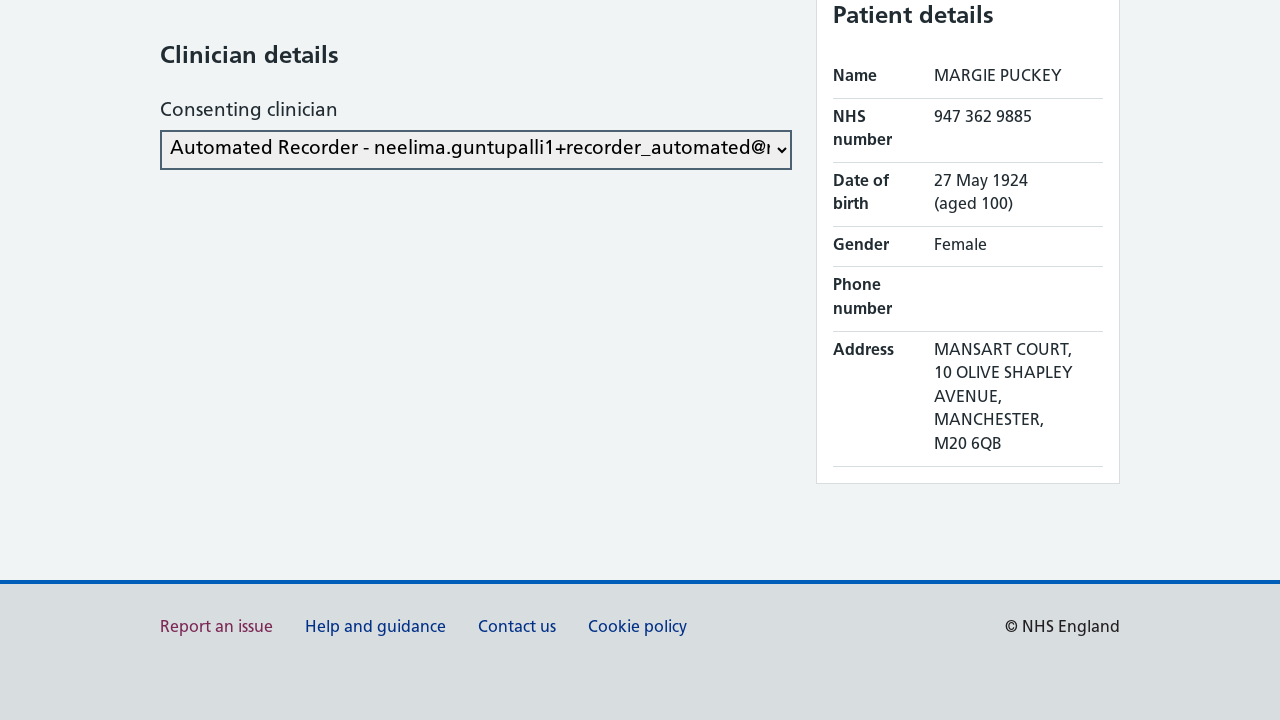 Clinician details
Consenting clinician
Automated Recorder - neelima.guntupalli1+recorder_automated@
Patient details
Name MARGIE PUCKEY
NHS number 947 362 9885
Date of birth 27 May 1924 (aged 100)
Gender Female
Phone number
Address MANSART COURT,
10 OLIVE SHAPLEY
AVENUE,
MANCHESTER,
M20 6QB
Report an issue Help and guidance Contact us Cookie policy © NHS England